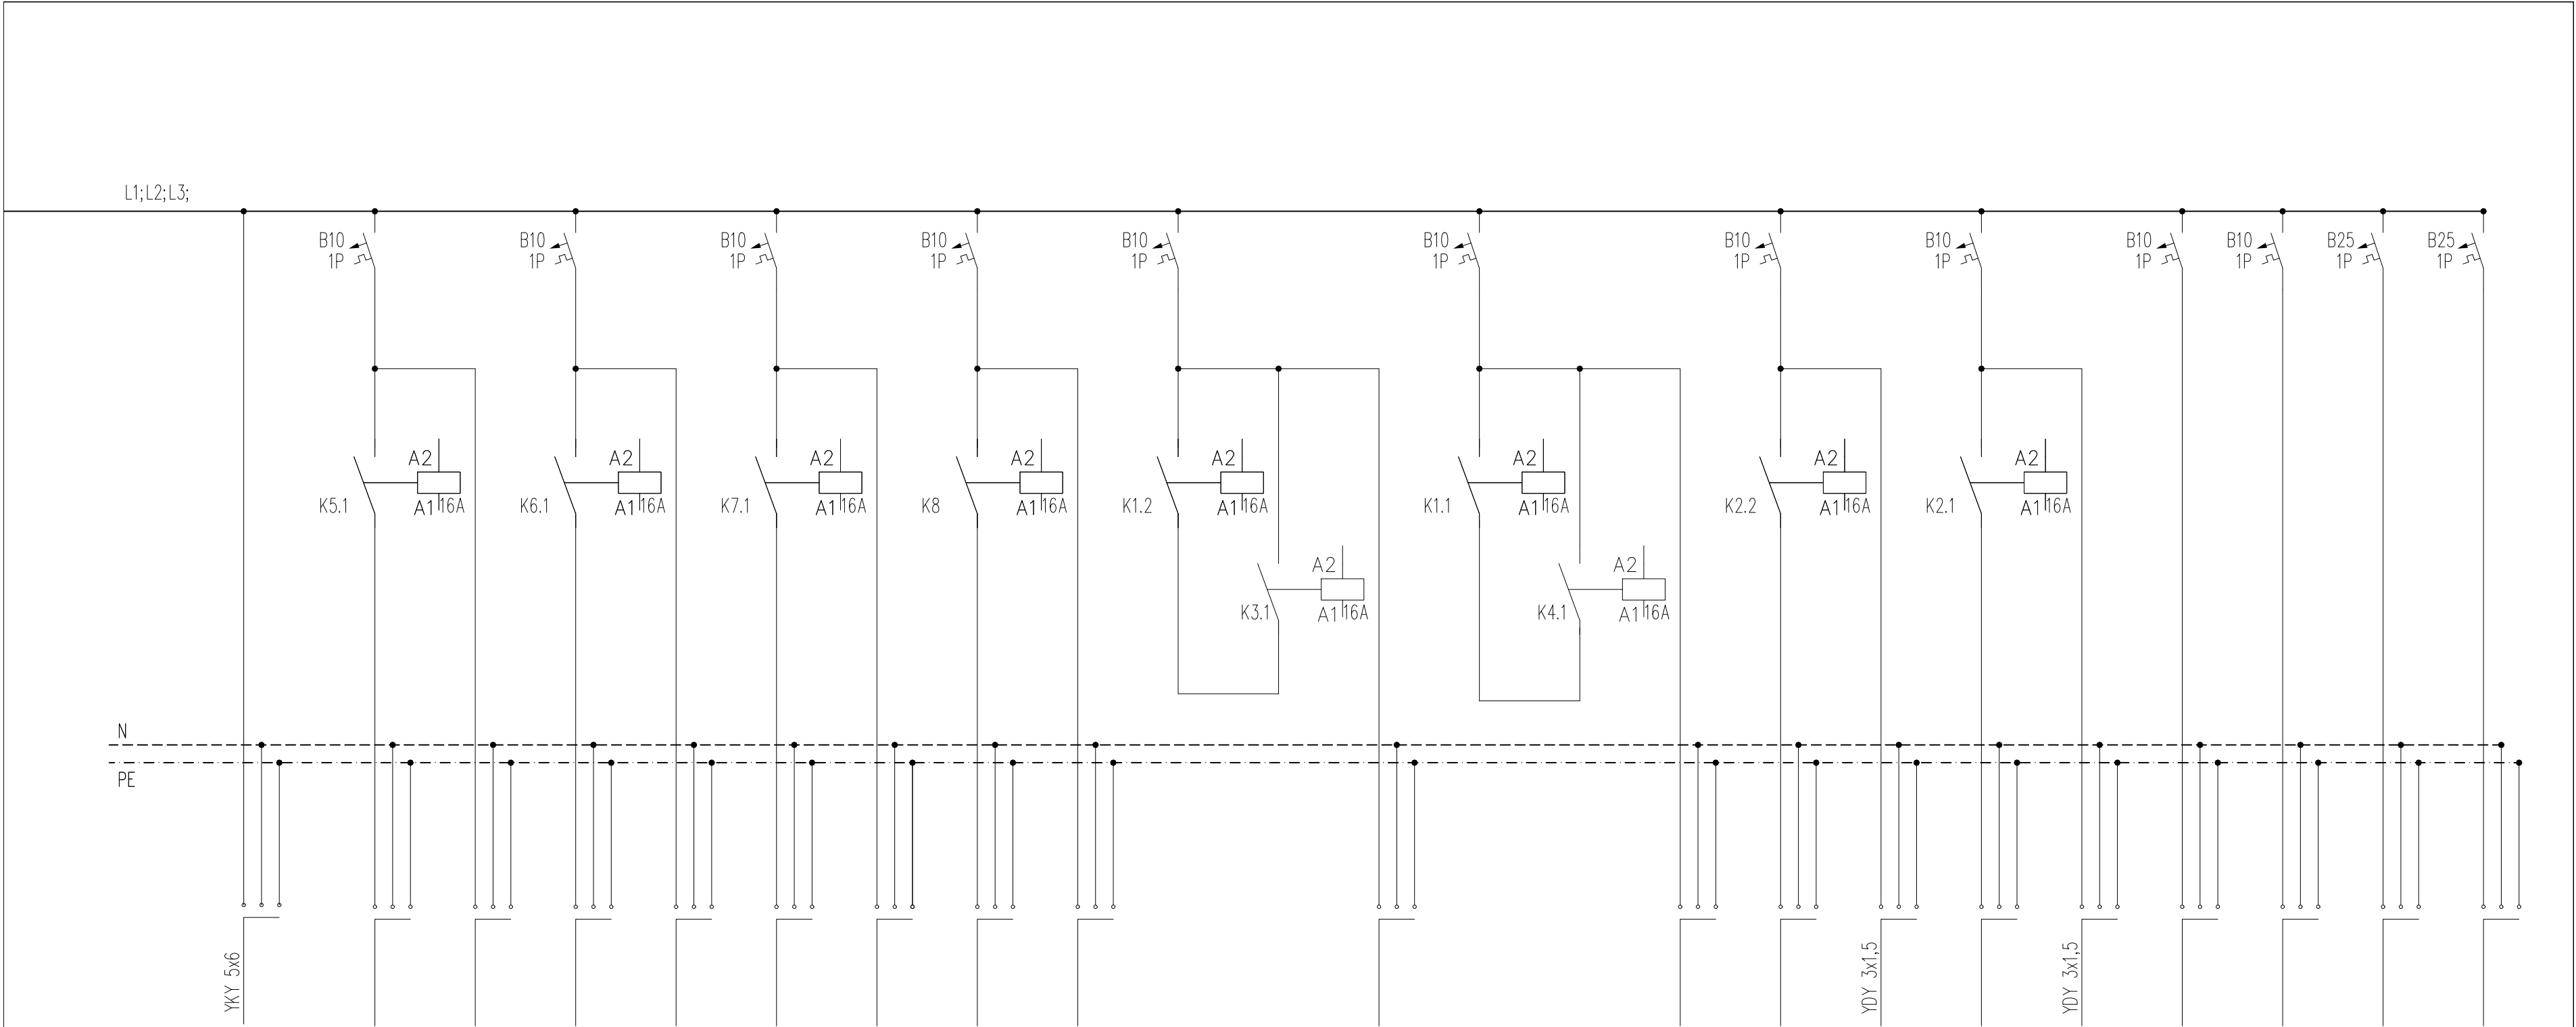 L1;L2;L3;
B10
1P
B10
1P
B10
1P
B10
1P
B10
1P
B10
1P
B10
1P
B10
1P
B10
1P
B10
1P
B25
1P
B25
1P
A2
K5.1
A1 16A
A2
K6.1
A1 16A
A2
K7.1
A1 16A
A2
K8
A1 16A
A2
K1.2
A1 16A
A2
K3.1
A1 16A
A2
K1.1
A1 16A
A2
K4.1
A1 16A
A2
K2.2
A1 16A
A2
K2.1
A1 16A
N
PE
YKY 5x6
YDY 3x1,5
YDY 3x1,5